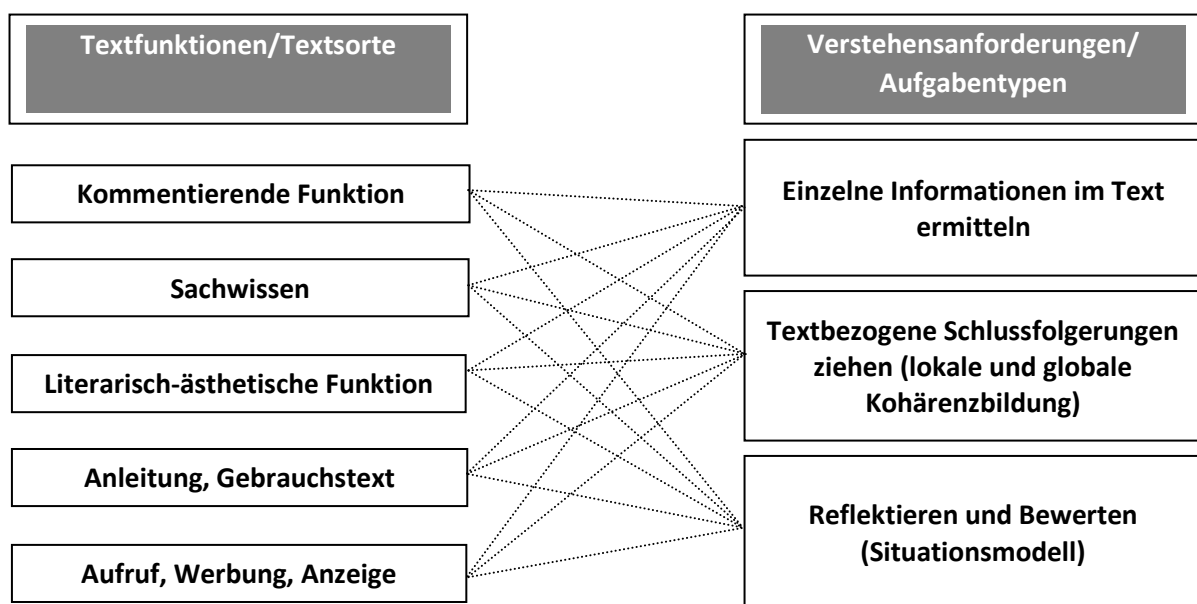 Textfunktionen/Textsorte
Verstehensanforderungen/
Aufgabentypen
Kommentierende Funktion
Sachwissen
Literarisch-ästhetische Funktion
Anleitung, Gebrauchstext
Aufruf, Werbung, Anzeige
Einzelne Informationen im Text
ermitteln
Textbezogene Schlussfolgerungen
ziehen (lokale und globale
Kohärenzbildung)
Reflektieren und Bewerten
(Situationsmodell)